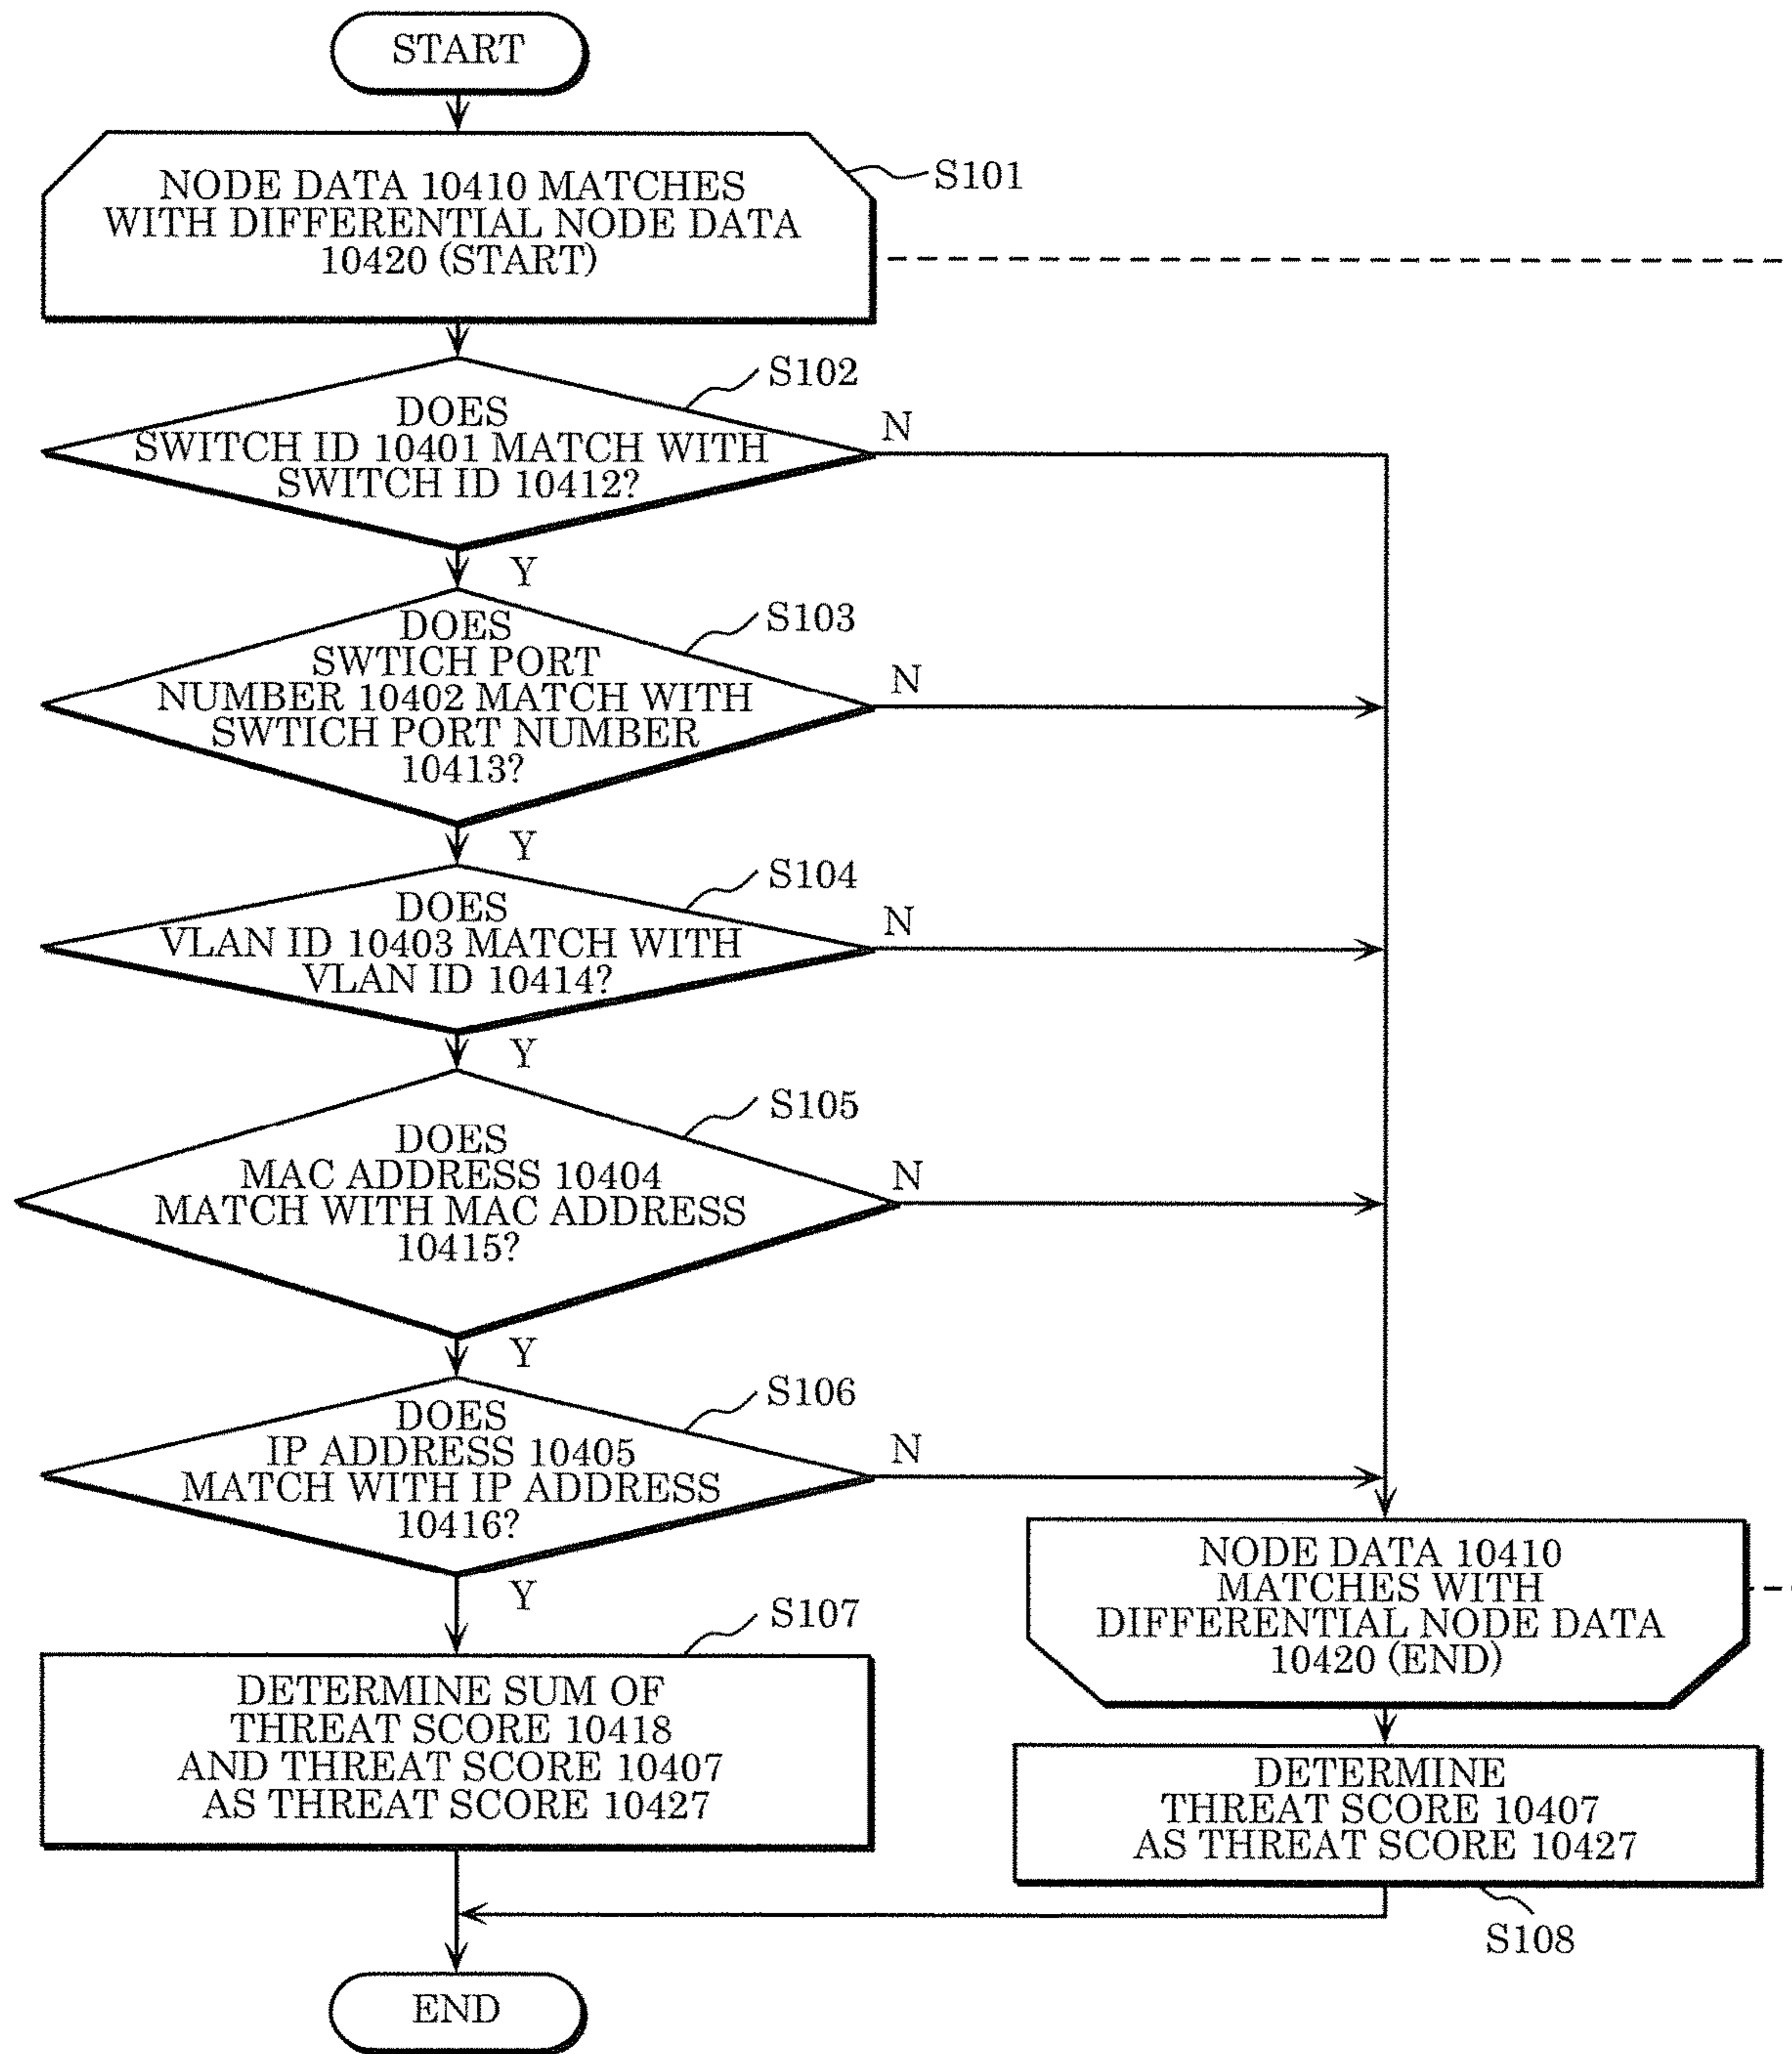 START
NODE DATA 10410 MATCHES
WITH DIFFERENTIAL NODE DATA
10420 (START)
S101
S102
DOES
SWITCH ID 10401 MATCH WITH
SWITCH ID 10412?
N
Y
S103
DOES
SWTICH PORT
NUMBER 10402 MATCH WITH
SWTICH PORT NUMBER
10413?
N
Y
S104
DOES
VLAN ID 10403 MATCH WITH
VLAN ID 10414?
N
Y
S105
DOES
MAC ADDRESS 10404
MATCH WITH MAC ADDRESS
10415?
N
Y
S106
DOES
IP ADDRESS 10405
MATCH WITH IP ADDRESS
10416?
N
Y
S107
DETERMINE SUM OF
THREAT SCORE 10418
AND THREAT SCORE 10407
AS THREAT SCORE 10427
NODE DATA 10410
MATCHES WITH
DIFFERENTIAL NODE DATA
10420 (END)
DETERMINE
THREAT SCORE 10407
AS THREAT SCORE 10427
S108
END